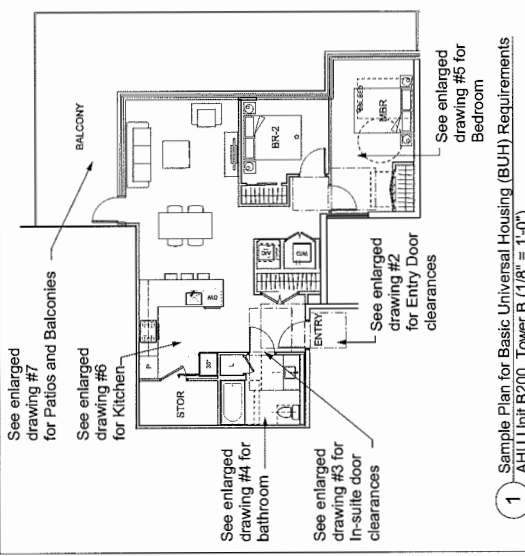 See enlarged
drawing #7
for Patios and Balconies
See enlarged
drawing #6
for Kitchen
See enlarged
drawing #4 for
bathroom
See enlarged
drawing #3 for
In-suite door
clearances
BALCONY
P
DW
30"
STOR
L
BR-2
W/D
MBR
ENTRY
See enlarged
drawing #2
for Entry Door
clearances
See enlarged
drawing #5 for
Bedroom
1
Sample Plan for Basic Universal Housing (BUH) Requirements
AHU Unit B200, Tower B (1/8" = 1'-0")